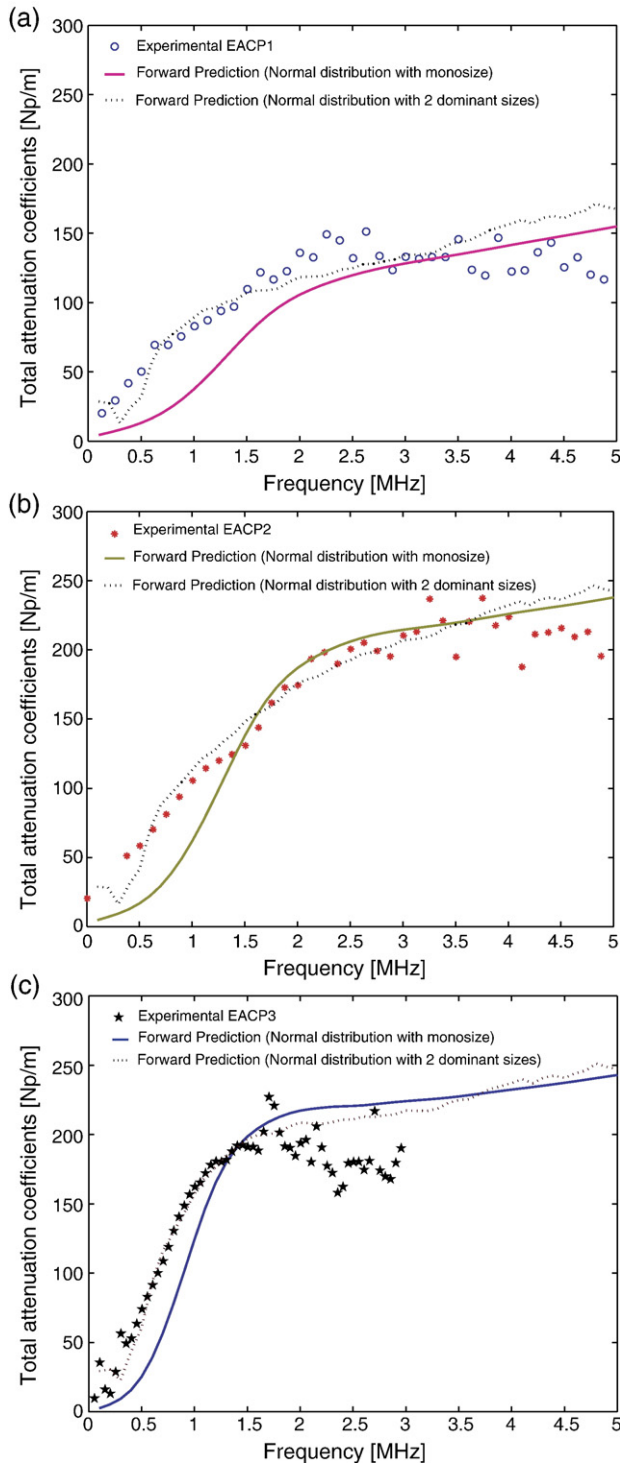 (a)
300
250
200
150
100
50
0
Total attenuation coefficients [Np/m]
Experimental EACP1
Forward Prediction (Normal distribution with monosize)
Forward Prediction (Normal distribution with 2 dominant sizes)
0 0.5 1 1.5 2 2.5 3 3.5 4 4.5 5
Frequency [MHz]
(b)
300
250
200
150
100
50
0
Total attenuation coefficients [Np/m]
Experimental EACP2
Forward Prediction (Normal distribution with monosize)
Forward Prediction (Normal distribution with 2 dominant sizes)
0 0.5 1 1.5 2 2.5 3 3.5 4 4.5 5
Frequency [MHz]
(c)
300
250
200
150
100
50
0
Total attenuation coefficients [Np/m]
Experimental EACP3
Forward Prediction (Normal distribution with monosize)
Forward Prediction (Normal distribution with 2 dominant sizes)
0 0.5 1 1.5 2 2.5 3 3.5 4 4.5 5
Frequency [MHz]